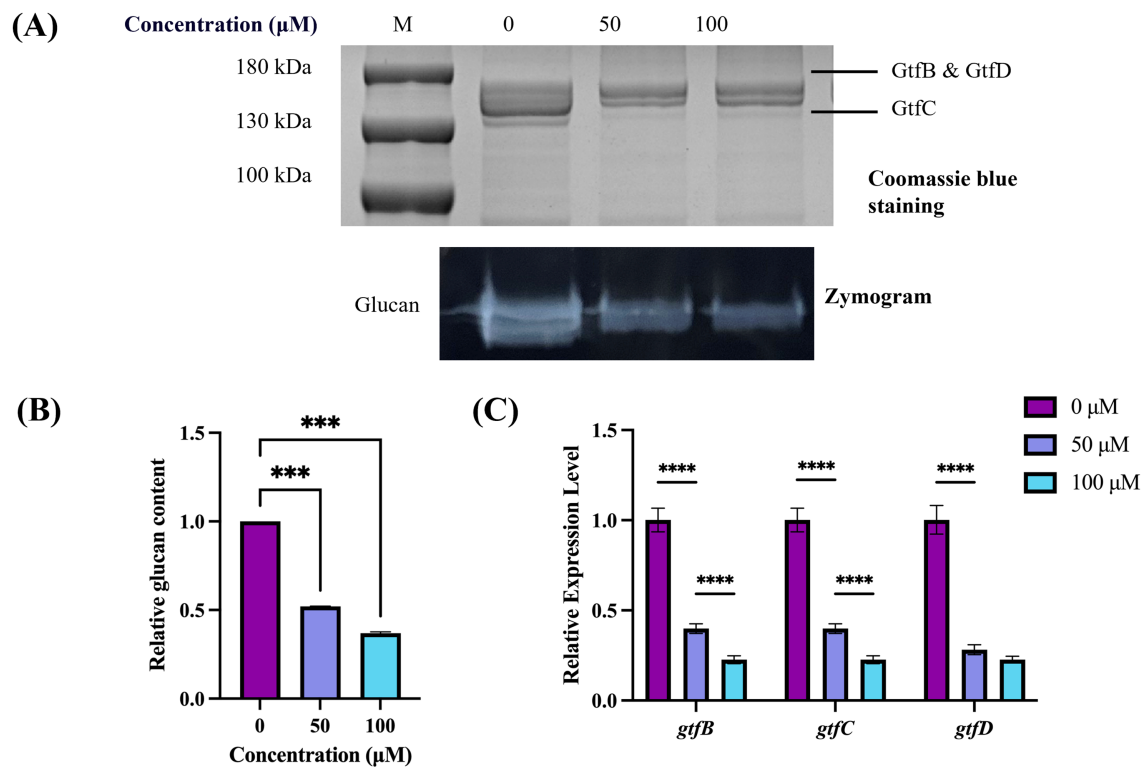 (A)
Concentration (μM) M 0 50 100
180 kDa
130 kDa
100 kDa
GtfB & GtfD
GtfC
Coomassie blue
staining
Glucan
Zymogram
(B)
***
***
1.5
1.0
0.5
0.0
Relative glucan content
0 50 100
Concentration (μM)
(C)
0 μM
50 μM
100 μM
1.5
1.0
0.5
0.0
Relative Expression Level
**** **** ****
**** ****
gtfB gtfC gtfD